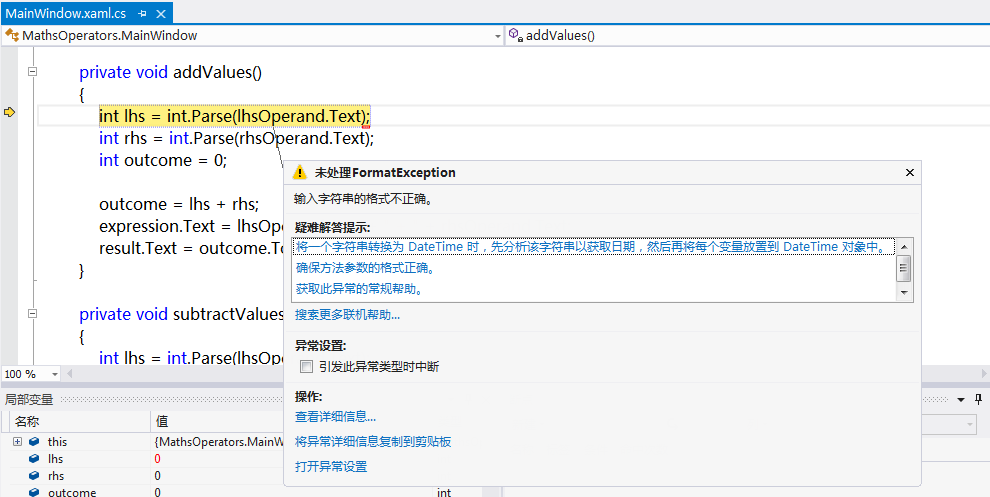 MainWindow.xaml.cs
MathsOperators.MainWindow
addValues()
private void addValues()
{
int lhs = int.Parse(lhsOperand.Text);
int rhs = int.Parse(rhsOperand.Text);
int outcome = 0;
outcome = lhs + rhs;
expression.Text = lhsO
result.Text = outcome.To
}
private void subtractValues
{
int lhs = int.Parse(lhsO
未处理FormatException
输入字符串的格式不正确。
疑难解答提示:
将一个字符串转换为 DateTime 时，先分析该字符串以获取日期，然后再将每个变量放置到 DateTime 对象中。
确保方法参数的格式正确。
获取此异常的常规帮助。
搜索更多联机帮助...
异常设置:
引发此异常类型时中断
操作:
查看详细信息...
将异常详细信息复制到剪贴板
打开异常设置
100 %
局部变量
名称 值
this {MathsOperators.MainW
lhs 0
rhs 0
outcome 0 int